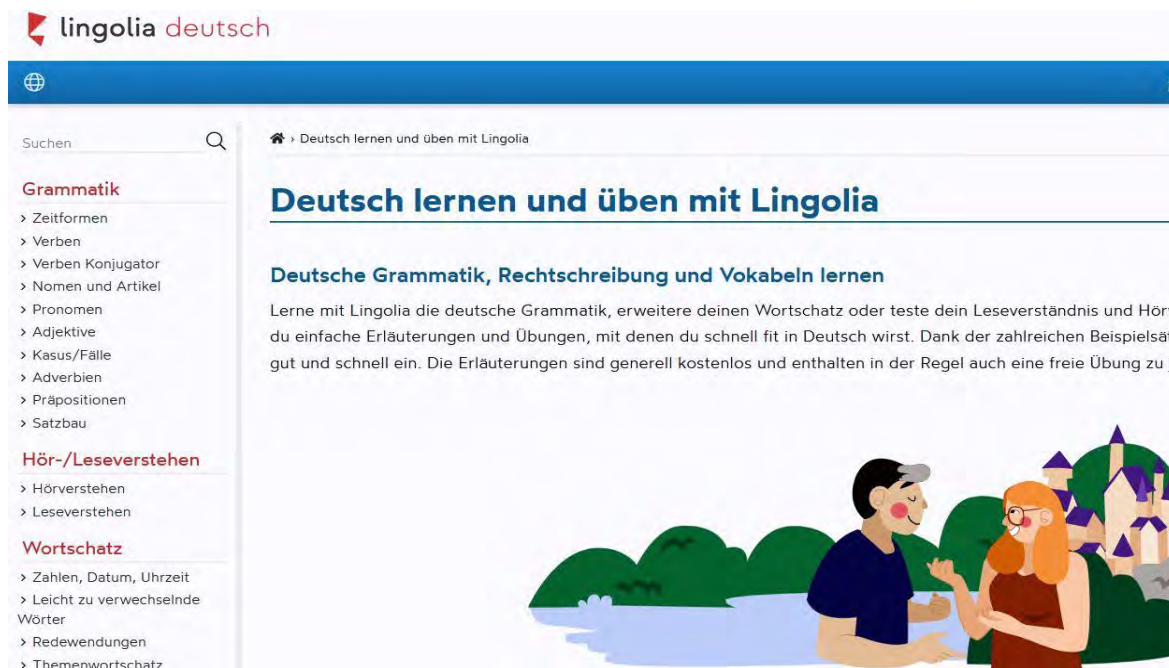 lingolia deutsch
Suchen
Grammatik
› Zeitformen
› Verben
› Verben Konjugator
› Nomen und Artikel
› Pronomen
› Adjektive
› Kasus/Fälle
› Adverbien
› Präpositionen
› Satzbau
Hör-/Leseverstehen
› Hörverstehen
› Leseverstehen
Wortschatz
› Zahlen, Datum, Uhrzeit
› Leicht zu verwechselnde
Wörter
› Redewendungen
› Themenwortschatz
› Deutsch lernen und üben mit Lingolia
Deutsch lernen und üben mit Lingolia
Deutsche Grammatik, Rechtschreibung und Vokabeln lernen
Lerne mit Lingolia die deutsche Grammatik, erweitere deinen Wortschatz oder teste dein Leseverständnis und
du einfache Erläuterungen und Übungen, mit denen du schnell fit in Deutsch wirst. Dank der zahlreichen
gut und schnell ein. Die Erläuterungen sind generell kostenlos und enthalten in der Regel auch eine freie Übung zu